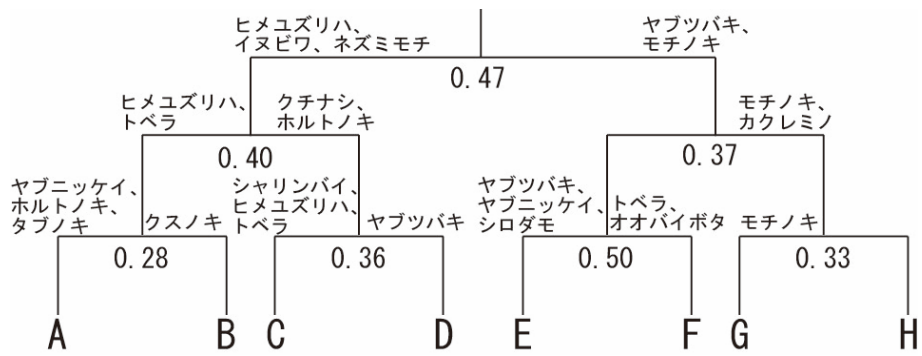 ヒメユズリハ、
イヌビワ、ネズミモチ
ヤブツバキ、
モチノキ
0.47
ヒメユズリハ、
トベラ
クチナシ、
ホルトノキ
モチノキ、
カクレミノ
0.40
0.37
ヤブニッケイ、
ホルトノキ、
タブノキ
クスノキ
シャリンバイ、
ヒメユズリハ、
トベラ
ヤブツバキ
ヤブツバキ、
ヤブニッケイ、
シロダモ
トベラ、
オオバイボタ
モチノキ
0.28
0.36
0.50
0.33
A B C D E F G H